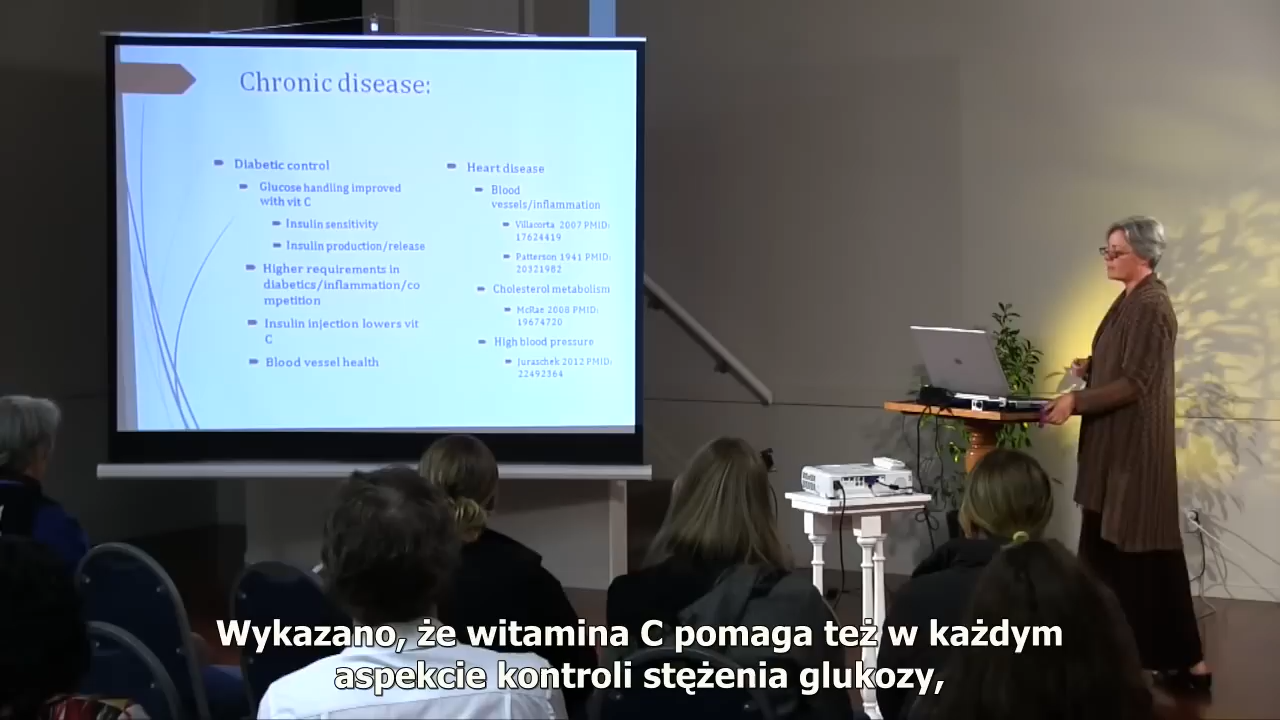 Chronic disease:
Diabetic control
Glucose handling improved
with vit C
Insulin sensitivity
Insulin production/release
Higher requirements in
diabetics/inflammation/co
mpetition
Insulin injection lowers vit
C
Blood vessel health
Heart disease
Blood
vessels/inflammation
Villacorta 2007 PMID:
17624419
Patterson 1941 PMID:
20321982
Cholesterol metabolism
McRae 2008 PMID:
19674720
High blood pressure
Juraschek 2012 PMID:
22492364
Wykazano, że witamina C pomaga też w każdym
aspekcie kontroli stężenia glukozy,